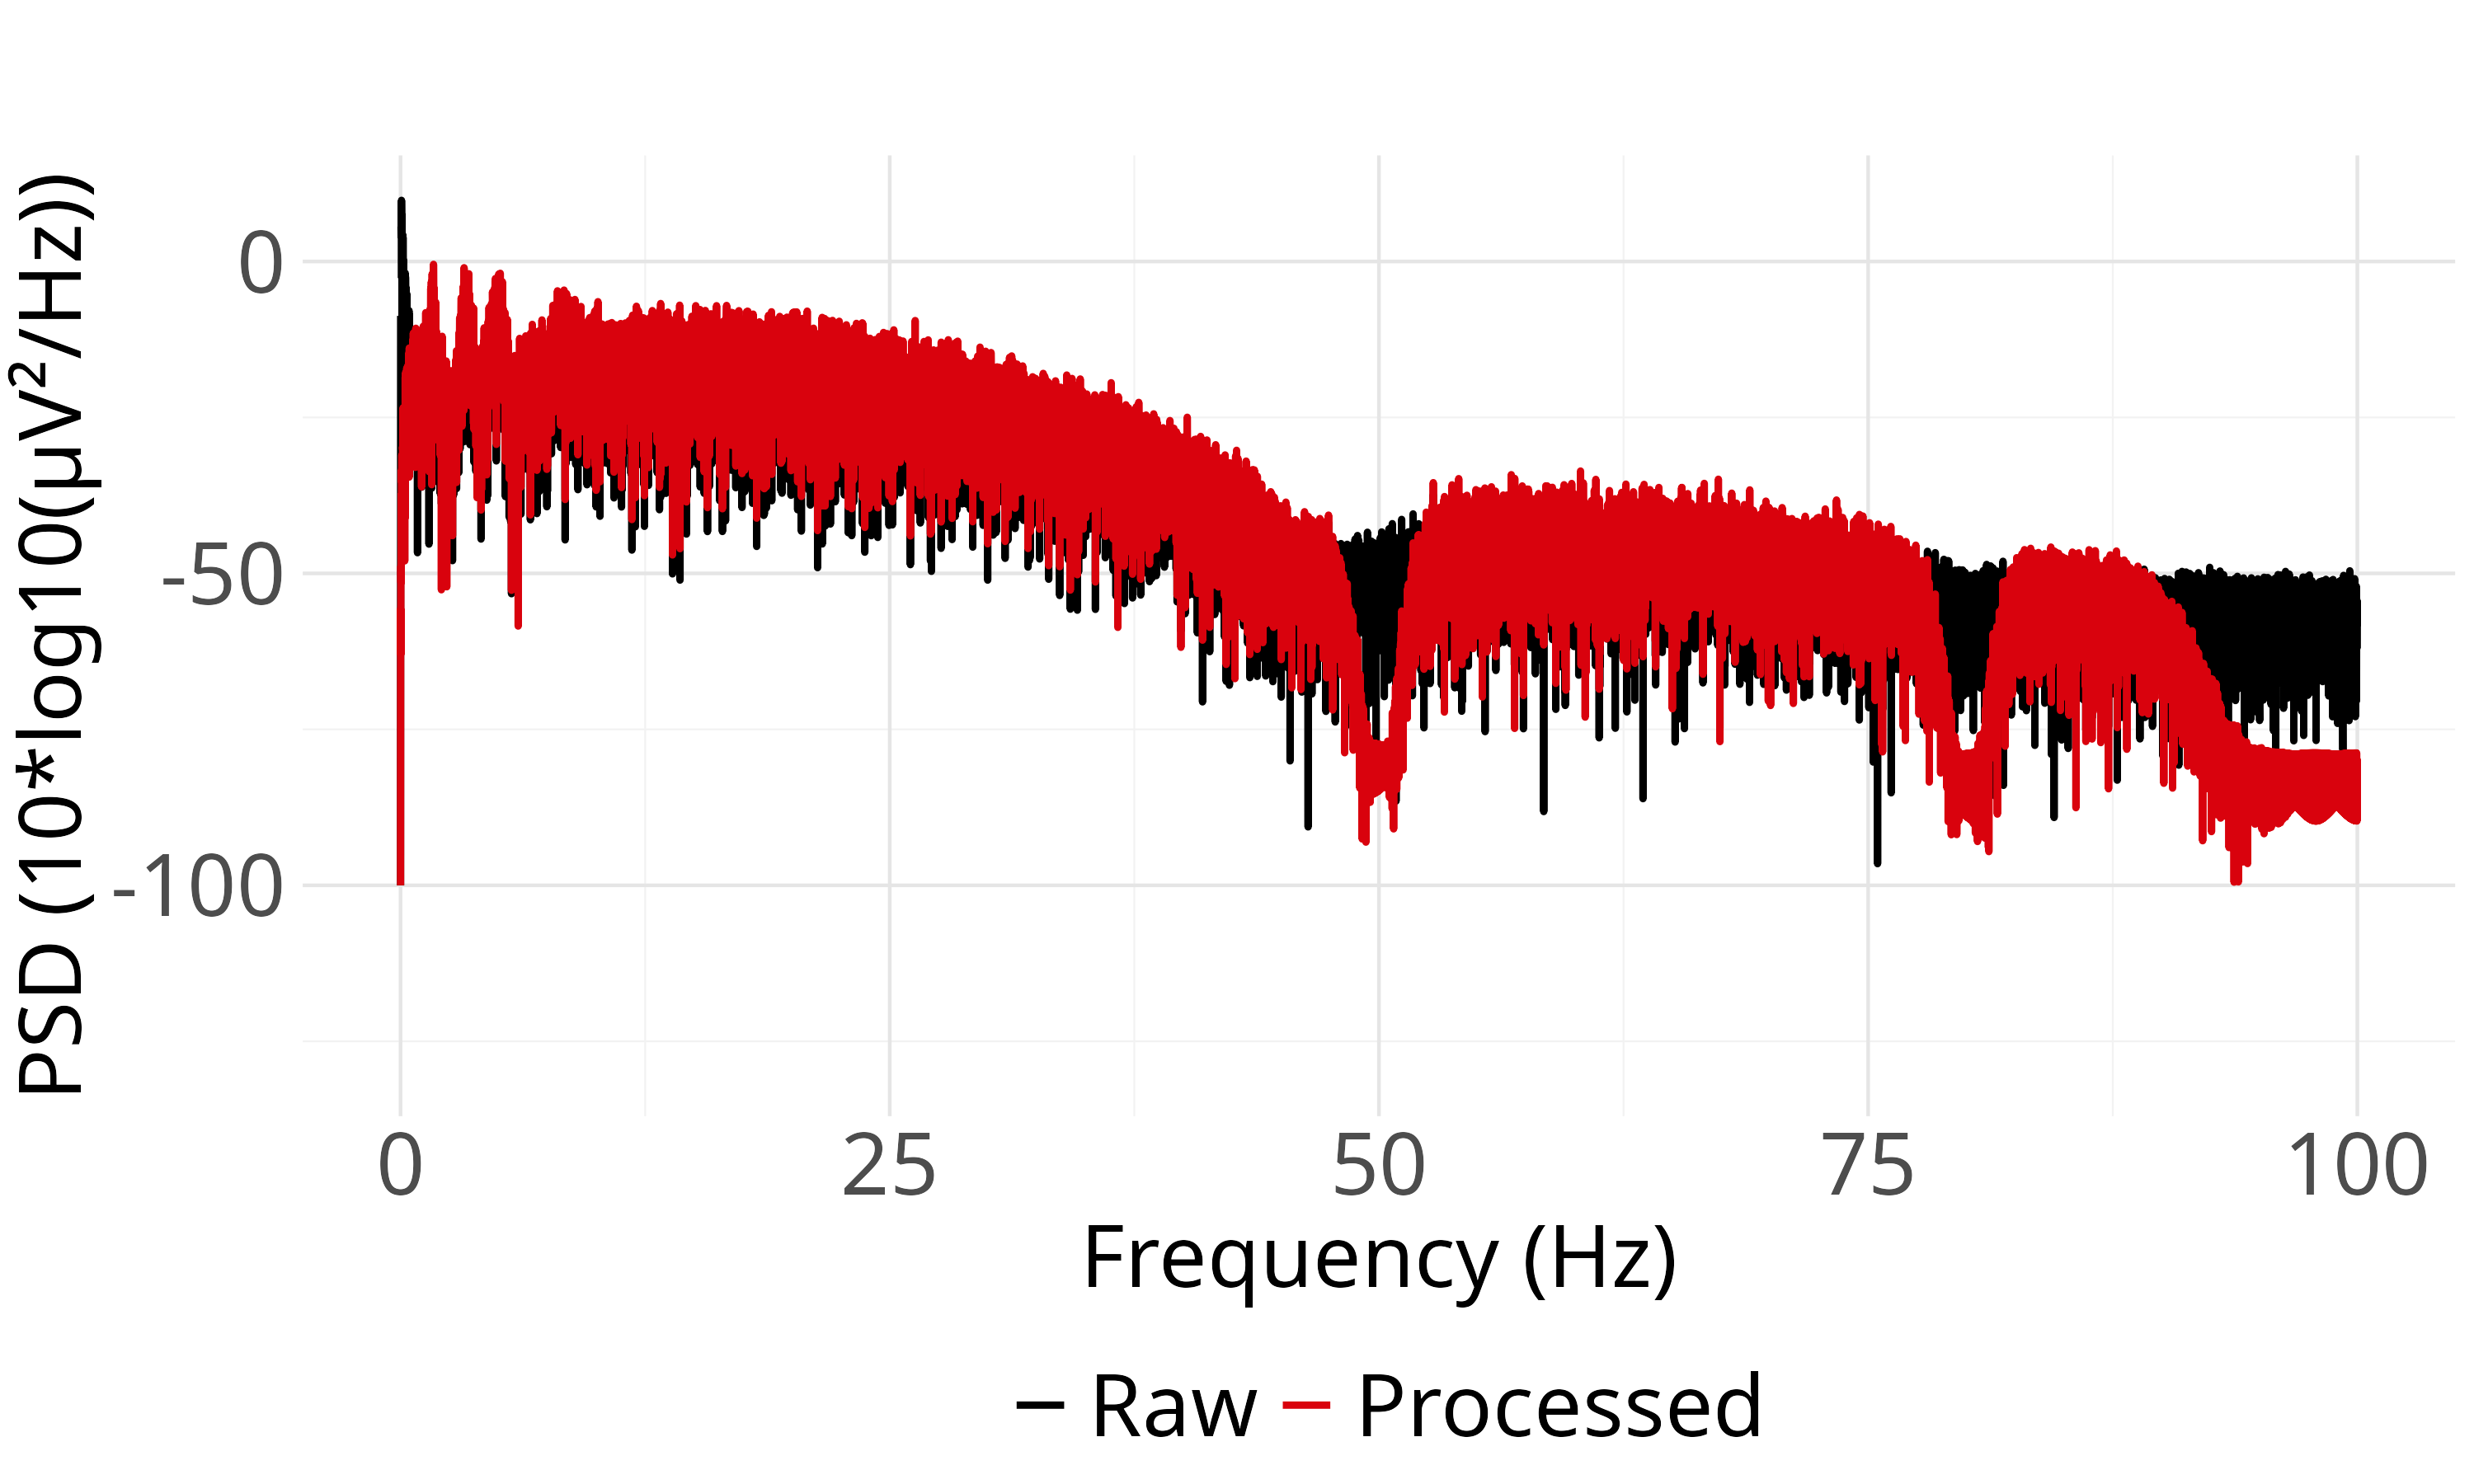 PSD (10*log10(µV²/Hz))
0
-50
-100
0 25 50 75 100
Frequency (Hz)
Raw Processed